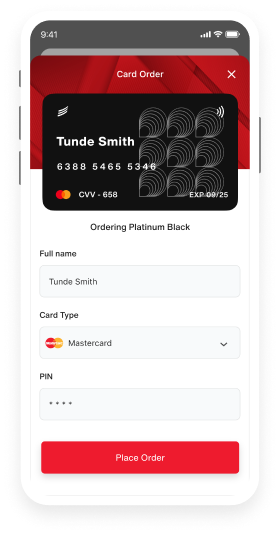 9:41
Card Order
Tunde Smith
6388 5465 5346
CVV - 658
EXP 09/25
Ordering Platinum Black
Full name
Tunde Smith
Card Type
Mastercard
PIN
* * * *
Place Order